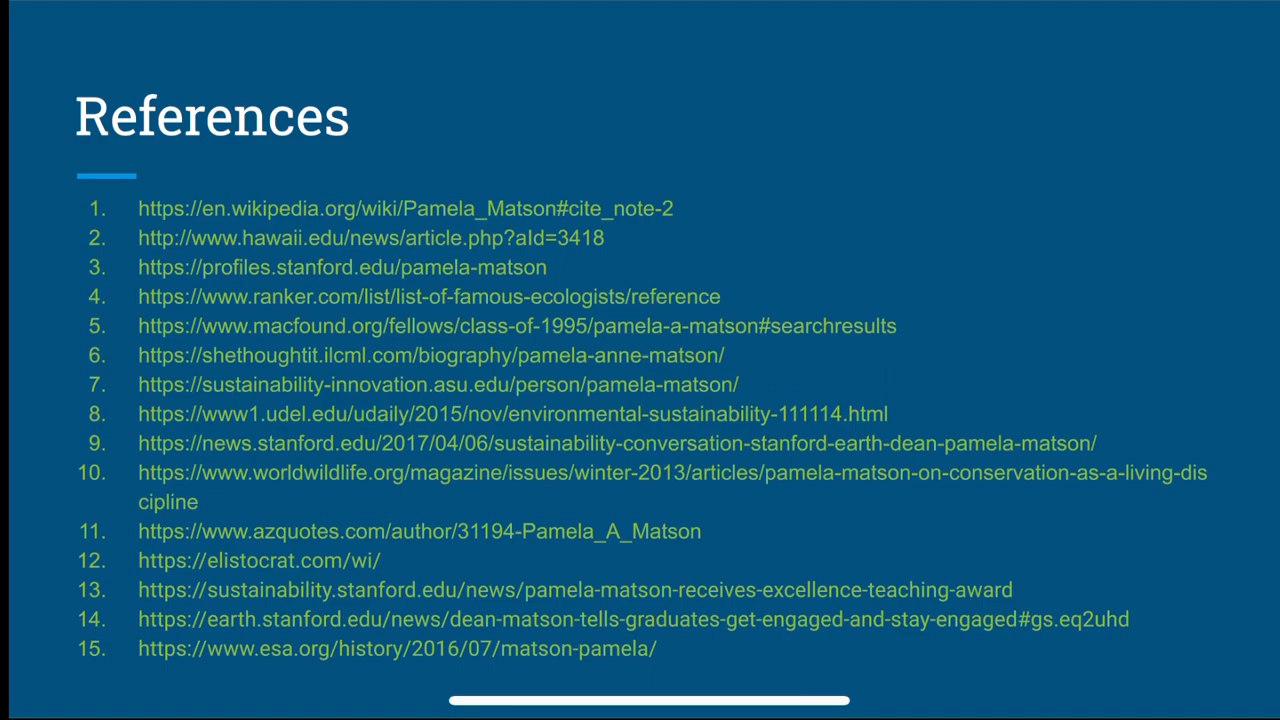 References
1. https://en.wikipedia.org/wiki/Pamela_Matson#cite_note-2
2. http://www.hawaii.edu/news/article.php?aId=3418
3. https://profiles.stanford.edu/pamela-matson
4. https://www.ranker.com/list/list-of-famous-ecologists/reference
5. https://www.macfound.org/fellows/class-of-1995/pamela-a-matson#searchresults
6. https://shethoughtit.ilcml.com/biography/pamela-anne-matson/
7. https://sustainability-innovation.asu.edu/person/pamela-matson/
8. https://www1.udel.edu/udaily/2015/nov/environmental-sustainability-111114.html
9. https://news.stanford.edu/2017/04/06/sustainability-conversation-stanford-earth-dean-pamela-matson/
10. https://www.worldwildlife.org/magazine/issues/winter-2013/articles/pamela-matson-on-conservation-as-a-living-dis
cipline
11. https://www.azquotes.com/author/31194-Pamela_A_Matson
12. https://elistocrat.com/wi/
13. https://sustainability.stanford.edu/news/pamela-matson-receives-excellence-teaching-award
14. https://earth.stanford.edu/news/dean-matson-tells-graduates-get-engaged-and-stay-engaged#gs.eq2uhd
15. https://www.esa.org/history/2016/07/matson-pamela/